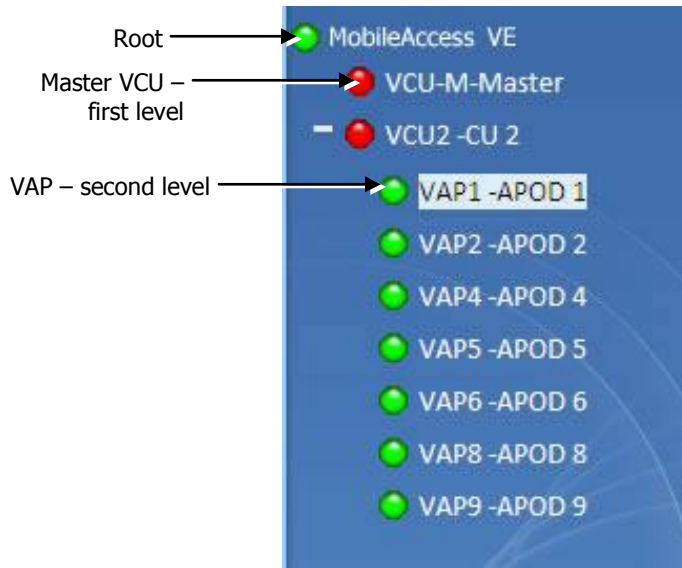 Root
MobileAccess VE
Master VCU –
first level
VCU-M-Master
VCU2 -CU 2
VAP – second level
VAP1 -APOD 1
VAP2 -APOD 2
VAP4 -APOD 4
VAP5 -APOD 5
VAP6 -APOD 6
VAP8 -APOD 8
VAP9 -APOD 9